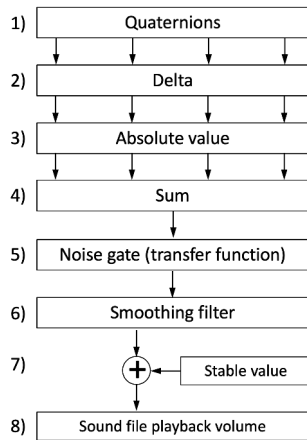 1) Quaternions
2) Delta
3) Absolute value
4) Sum
5) Noise gate (transfer function)
6) Smoothing filter
7) + Stable value
8) Sound file playback volume